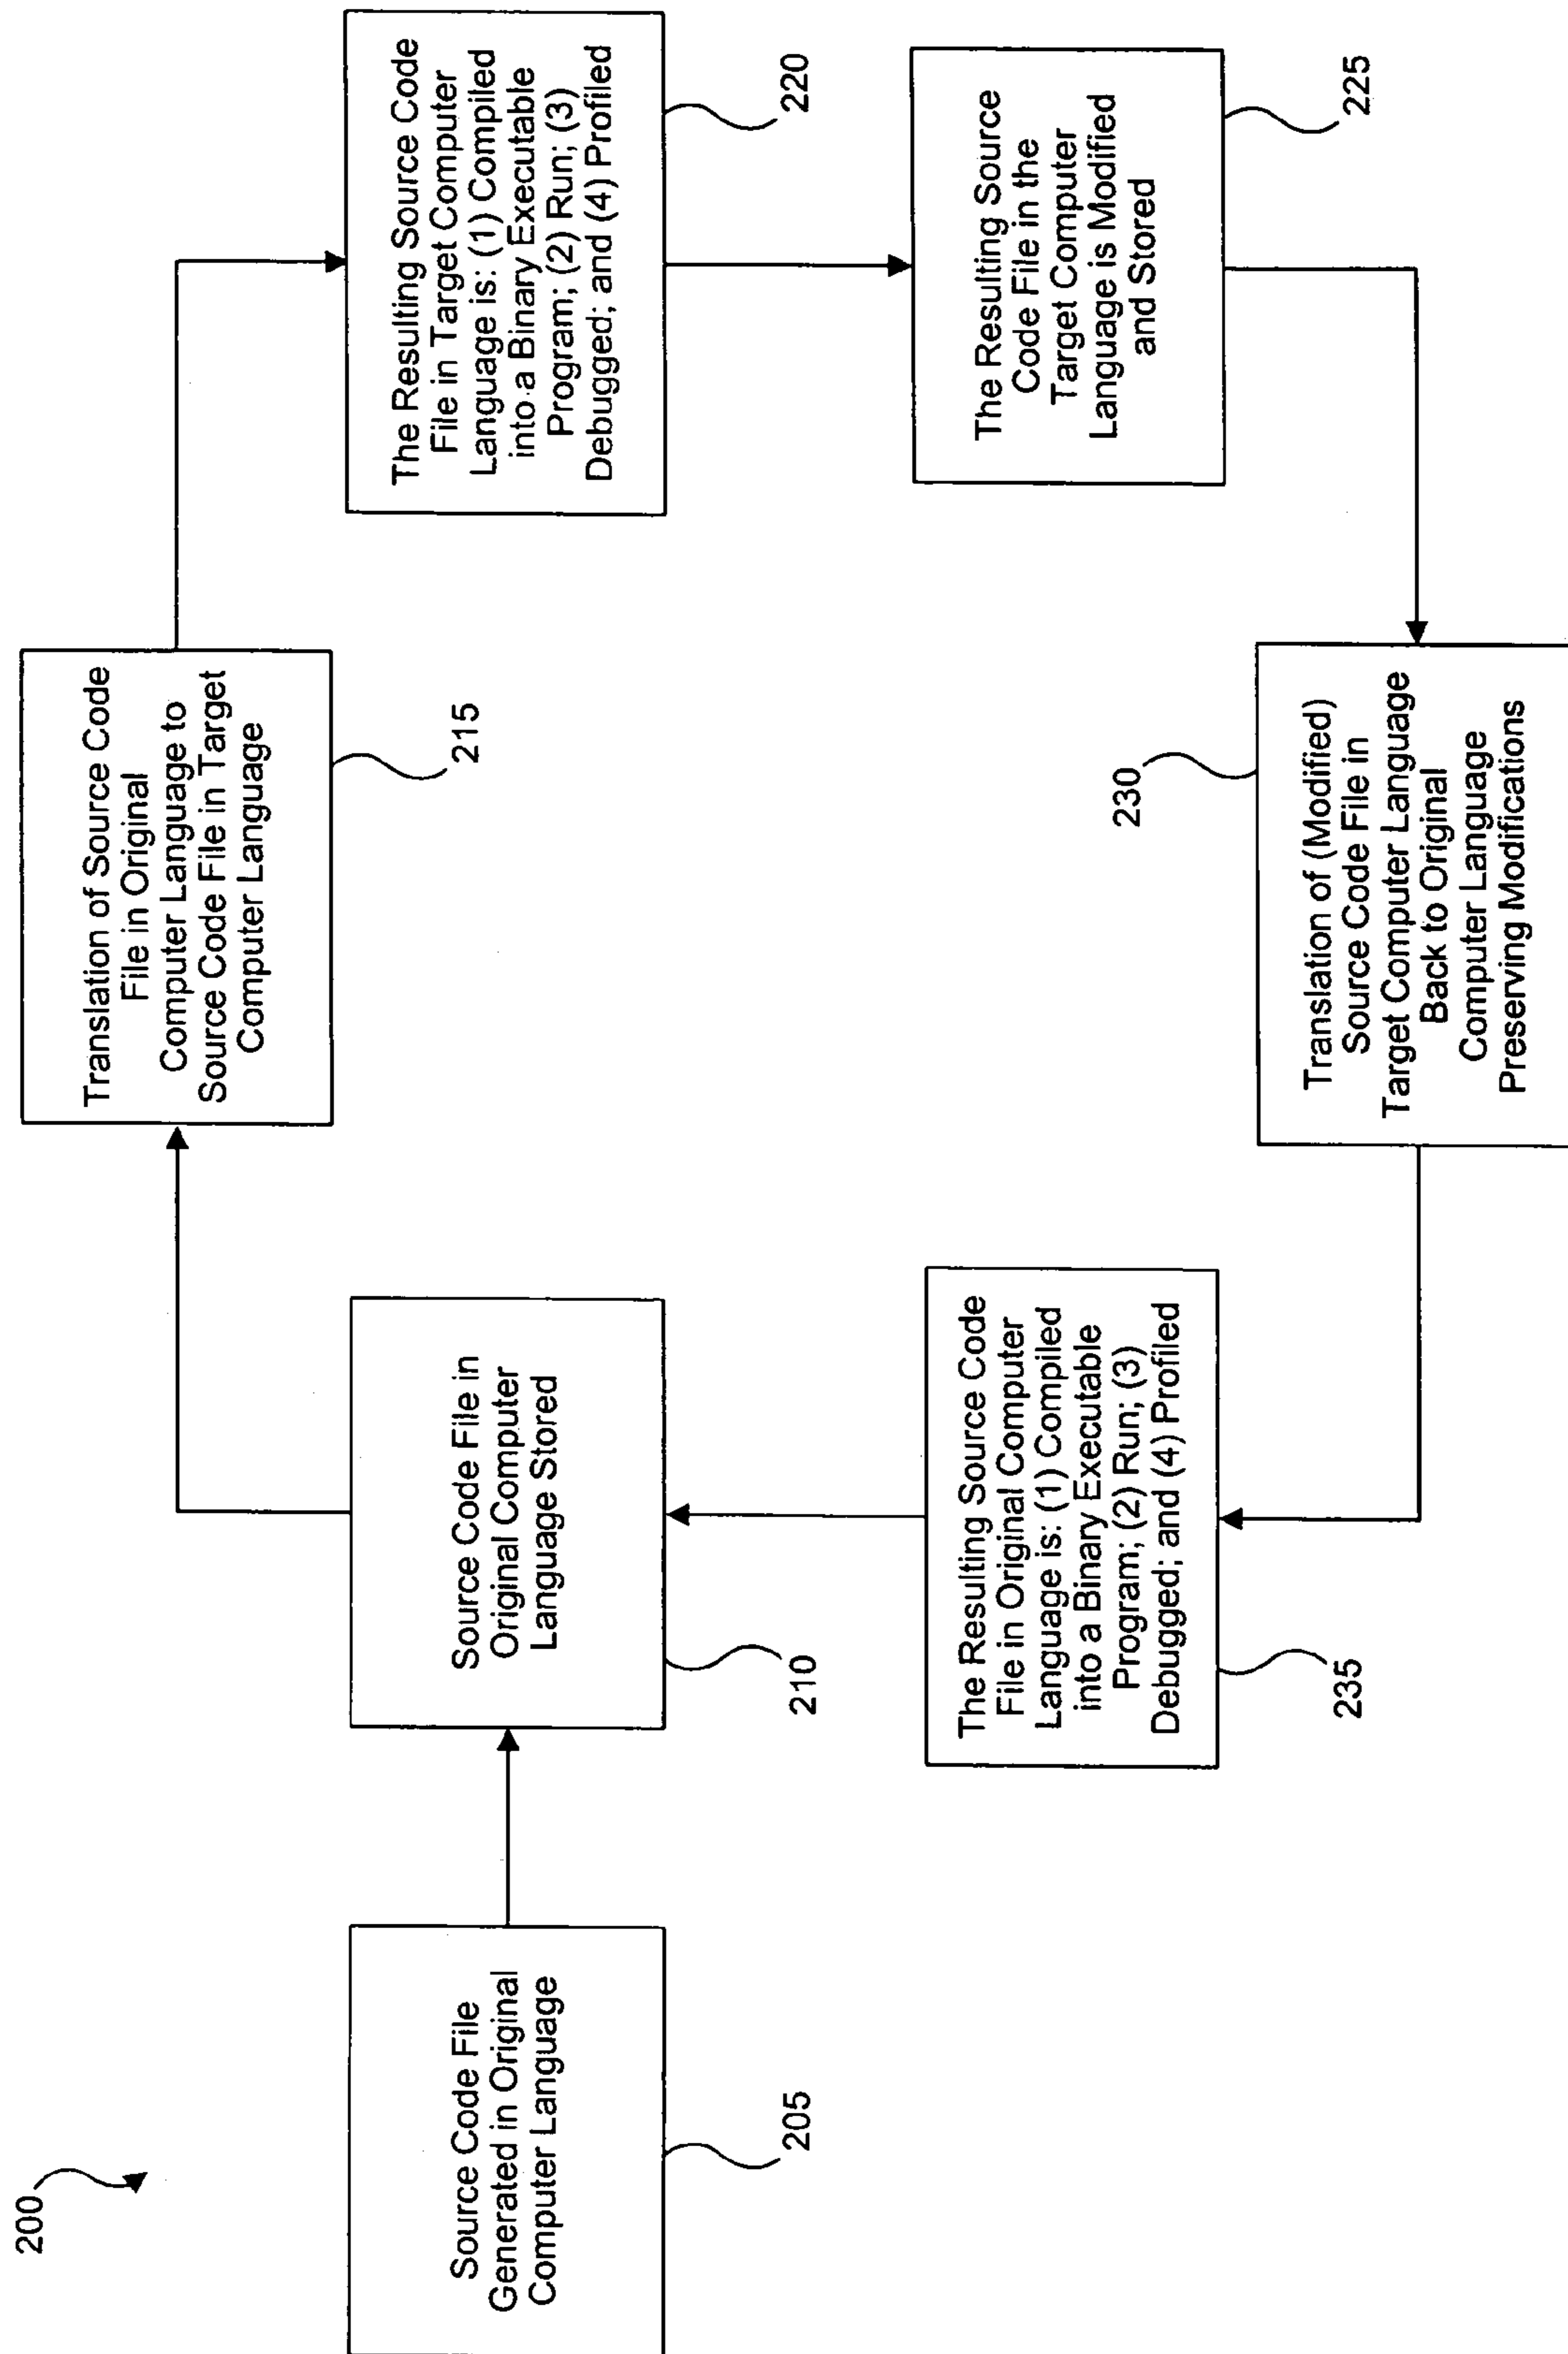 200
Source Code File
Generated in Original
Computer Language
205
Source Code File in
Original Computer
Language Stored
210
Translation of Source Code
File in Original
Computer Language to
Source Code File in Target
Computer Language
215
The Resulting Source Code
File in Target Computer
Language is: (1) Compiled
into a Binary Executable
Program; (2) Run; (3)
Debugged; and (4) Profiled
220
The Resulting Source
Code File in the
Target Computer
Language is Modified
and Stored
225
230
Translation of (Modified)
Source Code File in
Target Computer Language
Back to Original
Computer Language
Preserving Modifications
The Resulting Source Code
File in Original Computer
Language is: (1) Compiled
into a Binary Executable
Program; (2) Run; (3)
Debugged; and (4) Profiled
235